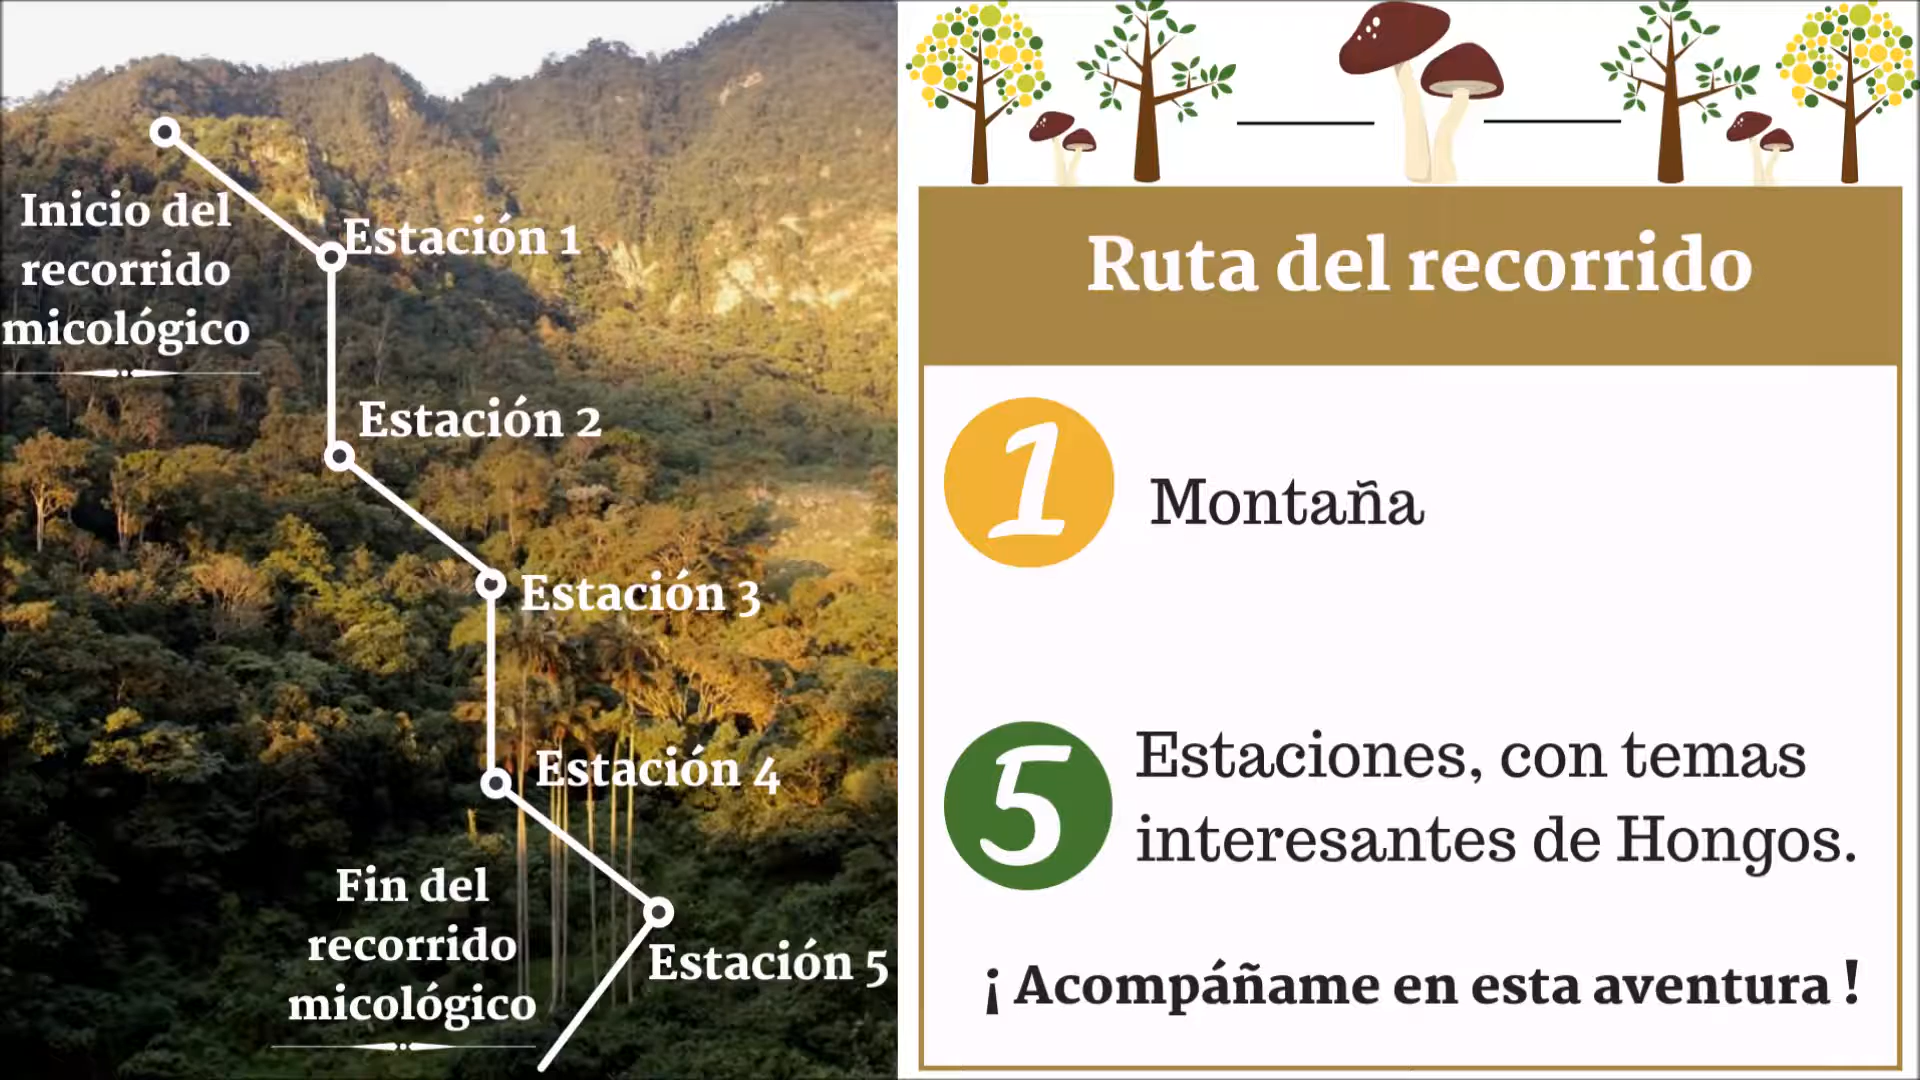 Inicio del
recorrido
micológico
Estación 1
Estación 2
Estación 3
Estación 4
Estación 5
Fin del
recorrido
micológico
Ruta del recorrido
1
Montaña
5
Estaciones, con temas
interesantes de Hongos.
¡ Acompáñame en esta aventura !